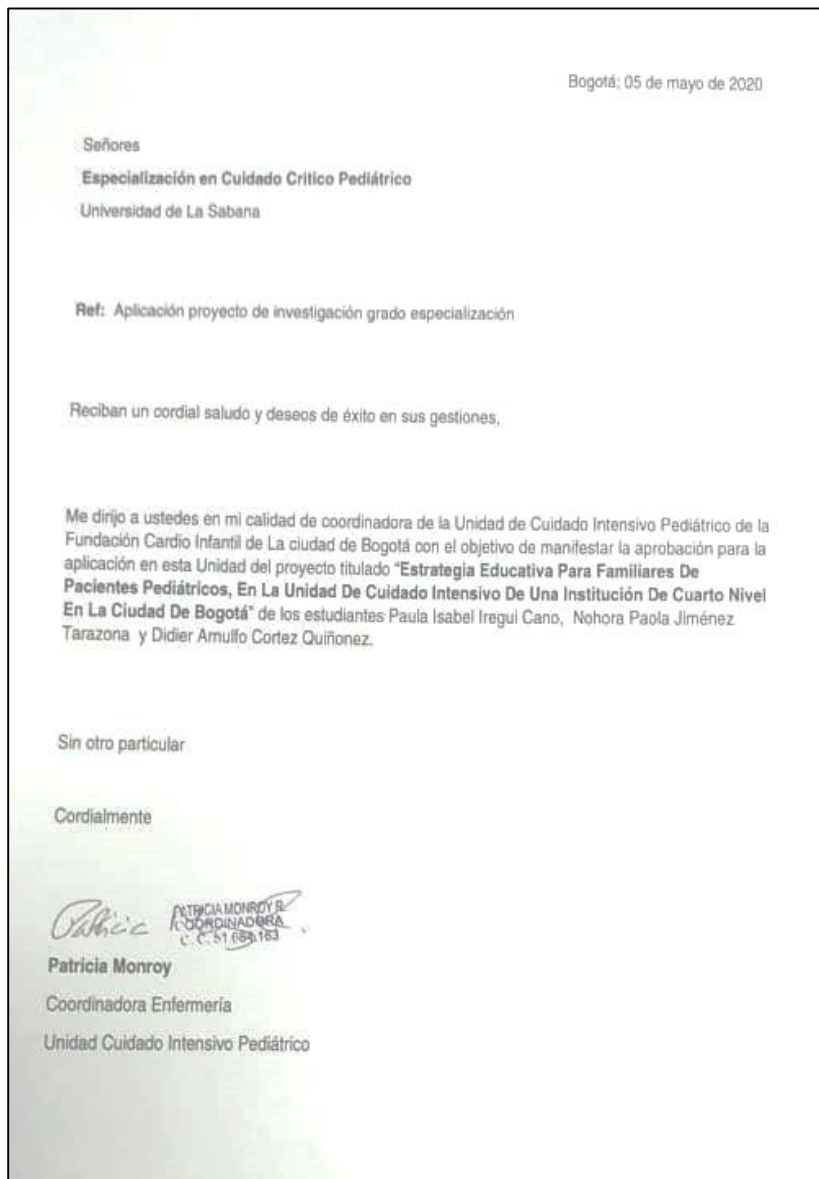 Bogotá; 05 de mayo de 2020
Señores
Especialización en Cuidado Critico Pediátrico
Universidad de La Sabana
Ref: Aplicación proyecto de investigación grado especialización
Reciban un cordial saludo y deseos de éxito en sus gestiones,
Me dirijo a ustedes en mi calidad de coordinadora de la Unidad de Cuidado Intensivo Pediátrico de la
Fundación Cardio Infantil de La ciudad de Bogotá con el objetivo de manifestar la aprobación para la
aplicación en esta Unidad del proyecto titulado "Estrategia Educativa Para Familiares De
Pacientes Pediátricos, En La Unidad De Cuidado Intensivo De Una Institución De Cuarto Nivel
En La Ciudad De Bogotá" de los estudiantes Paula Isabel Iregui Cano, Nohora Paola Jiménez
Tarazona y Didier Arnulfo Cortez Quiñonez.
Sin otro particular
Cordialmente
Patricia
PATRICIA MONROY R.
COORDINADORA
C. C.
Patricia Monroy
Coordinadora Enfermería
Unidad Cuidado Intensivo Pediátrico